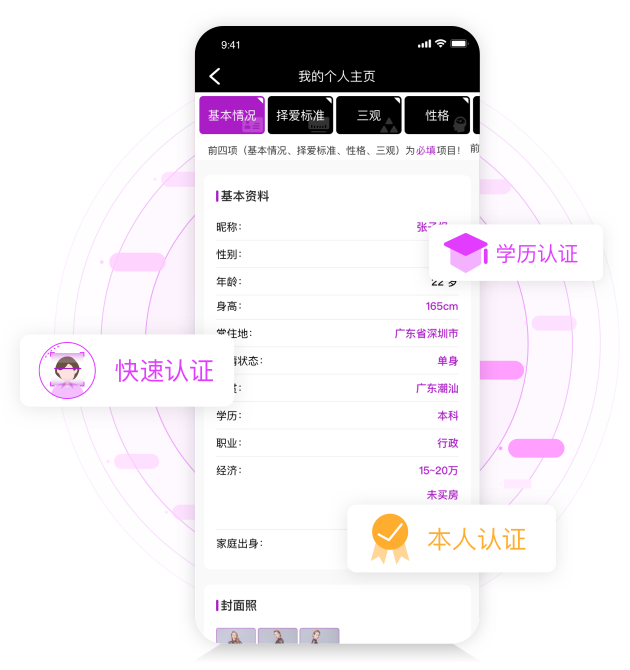 9:41
我的个人主页
基本情况
择爱标准
三观
性格
前四项（基本情况、择爱标准、性格、三观）为必填项目！
前
基本资料
昵称：
性别：
学历认证
年龄：
22 岁
身高：
165cm
常住地：
广东省深圳市
快速认证
状态：
单身
广东潮汕
学历：
本科
职业：
行政
经济：
15~20万
未买房
本人认证
家庭出身：
封面照